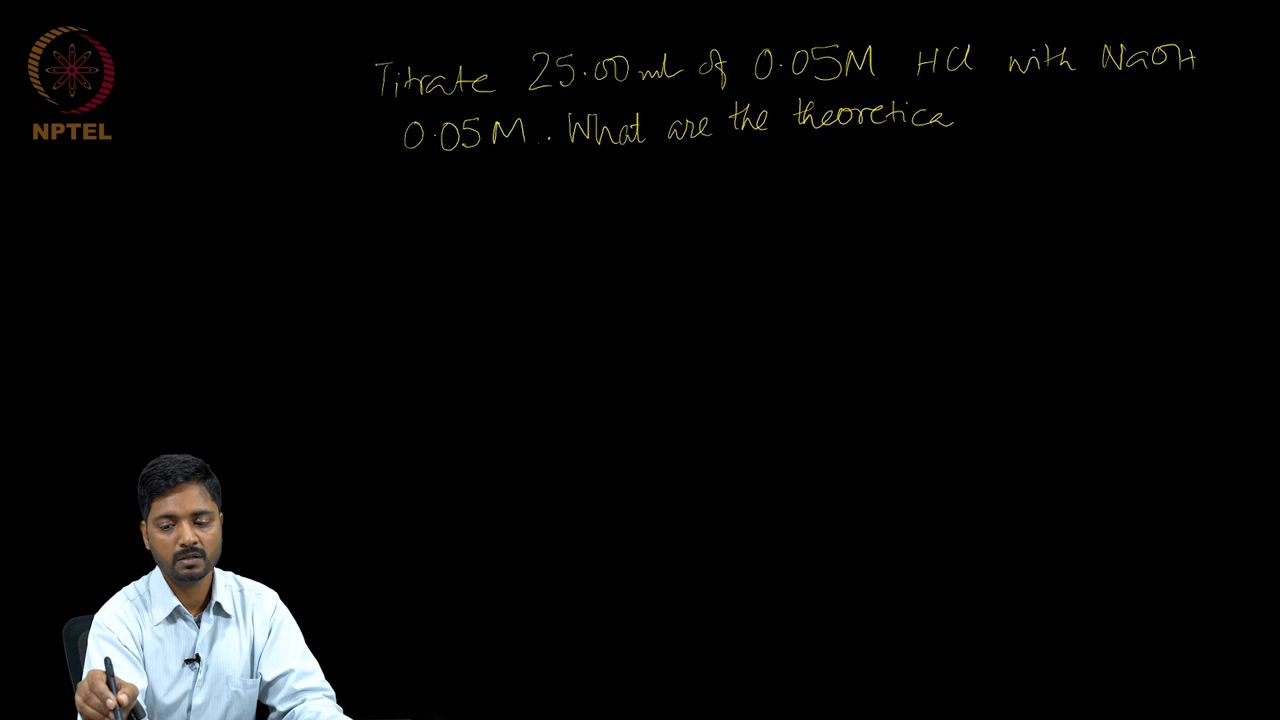 NPTEL
Titrate 25.00 ml of 0.05M HCl with NaOH
0.05M. What are the theoretica